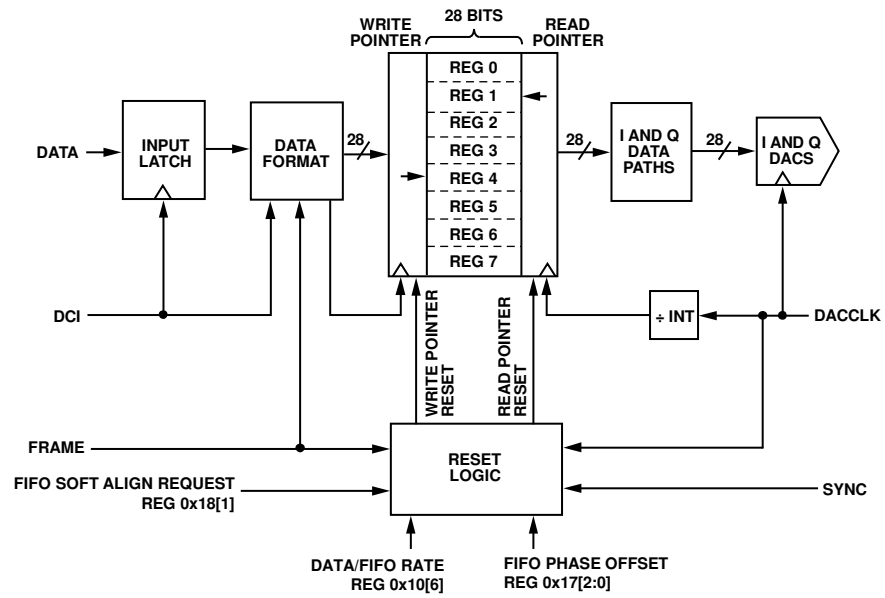 28 BITS
WRITE
POINTER
READ
POINTER
REG 0
REG 1
REG 2
REG 3
REG 4
REG 5
REG 6
REG 7
DATA
INPUT
LATCH
DATA
FORMAT
28
28
I AND Q
DATA
PATHS
28
I AND Q
DACS
DCI
÷ INT
DACCLK
WRITE POINTER
RESET
READ POINTER
RESET
FRAME
RESET
LOGIC
FIFO SOFT ALIGN REQUEST
REG 0x18[1]
SYNC
DATA/FIFO RATE
REG 0x10[6]
FIFO PHASE OFFSET
REG 0x17[2:0]